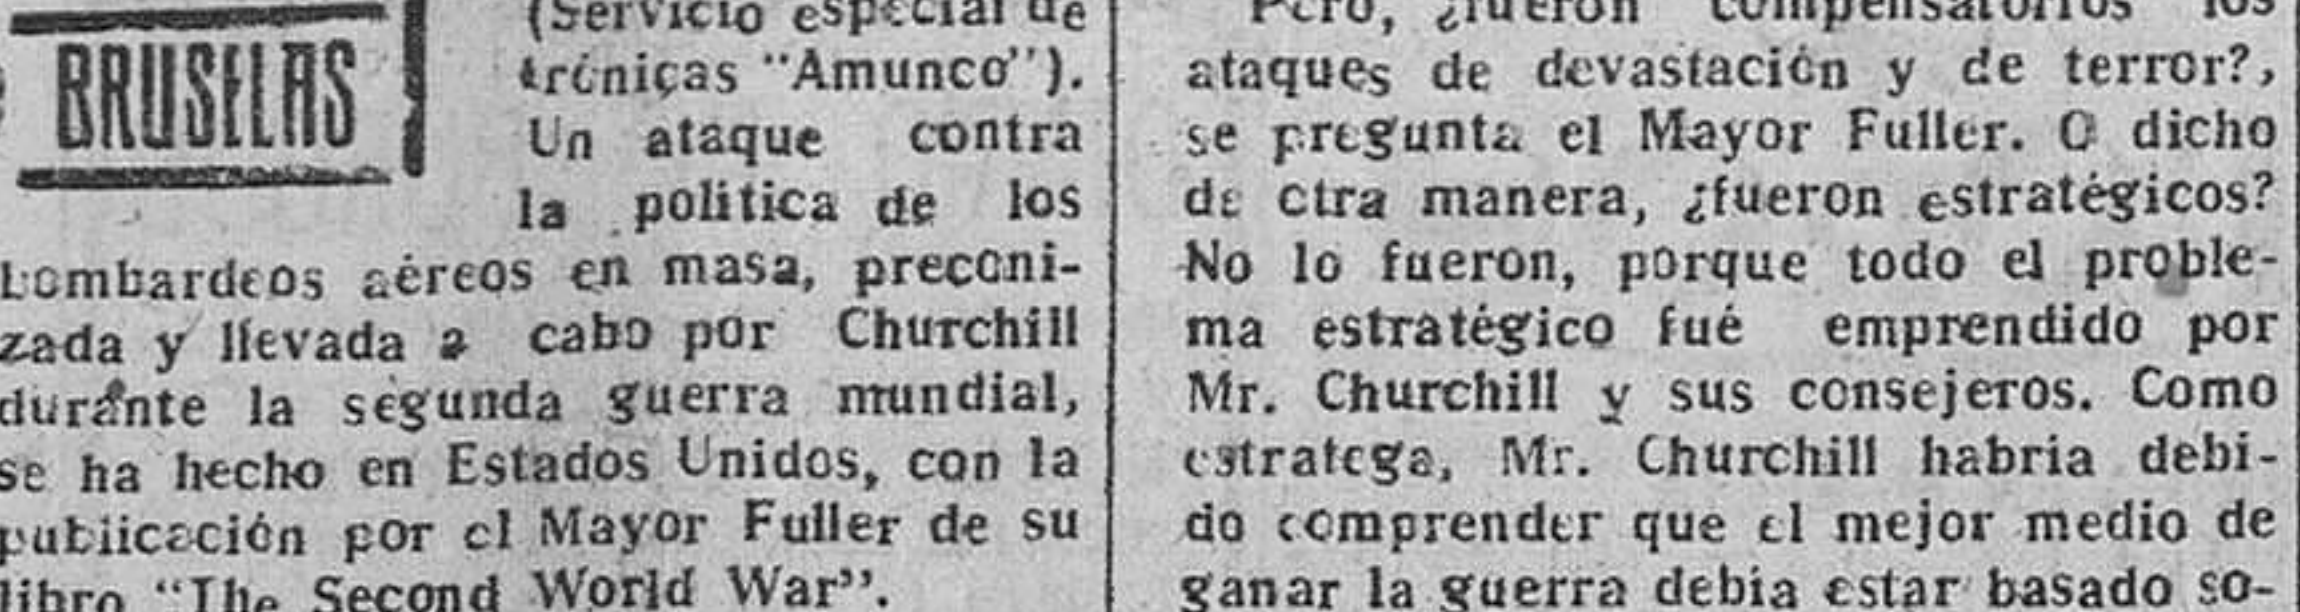 BRUSELAS
(Servicio especial de
cróniças "Amunco").
Un ataque contra
la politica de los
bombardeos aéreos en masa, preconi-
zada y llevada a cabo por Churchill
durante la segunda guerra mundial,
se ha hecho en Estados Unidos, con la
publicación por el Mayor Fuller de su
libro "The Second World War".
Pero, ¿fueron compensatorios los
ataques de devastación y de terror?,
se pregunta el Mayor Fuller. O dicho
de otra manera, ¿fueron estratégicos?
No lo fueron, porque todo el proble-
ma estratégico fué emprendido por
Mr. Churchill y sus consejeros. Como
estratega, Mr. Churchill habria debi-
do comprender que el mejor medio de
ganar la guerra debia estar basado so-